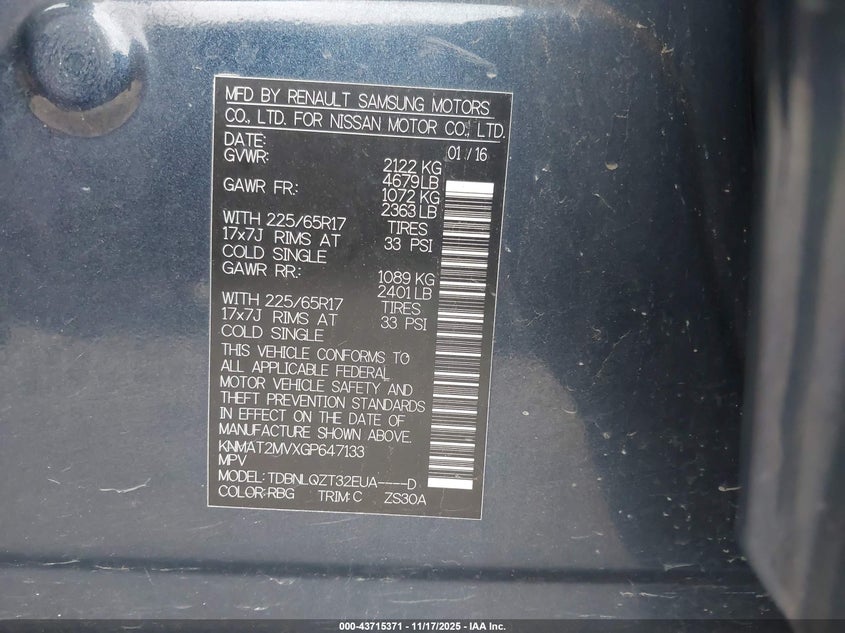 MFD BY RENAULT SAMSUNG MOTORS
CO., LTD. FOR NISSAN MOTOR CO., LTD.
DATE: 01/16
GVWR: 2122 KG
4679 LB
GAWR FR: 1072 KG
2363 LB
WITH 225/65R17 TIRES
17x7J RIMS AT 33 PSI
COLD SINGLE
GAWR RR: 1089 KG
2401 LB
WITH 225/65R17 TIRES
17x7J RIMS AT 33 PSI
COLD SINGLE
THIS VEHICLE CONFORMS TO
ALL APPLICABLE FEDERAL
MOTOR VEHICLE SAFETY AND
THEFT PREVENTION STANDARDS
IN EFFECT ON THE DATE OF
MANUFACTURE SHOWN ABOVE.
KNMAT2MVXGP647133
MPV
MODEL: TDBNLQZT32EUA----D
COLOR: RBG TRIM: C ZS30A
000-43715371 - 11/17/2025 - IAA Inc.